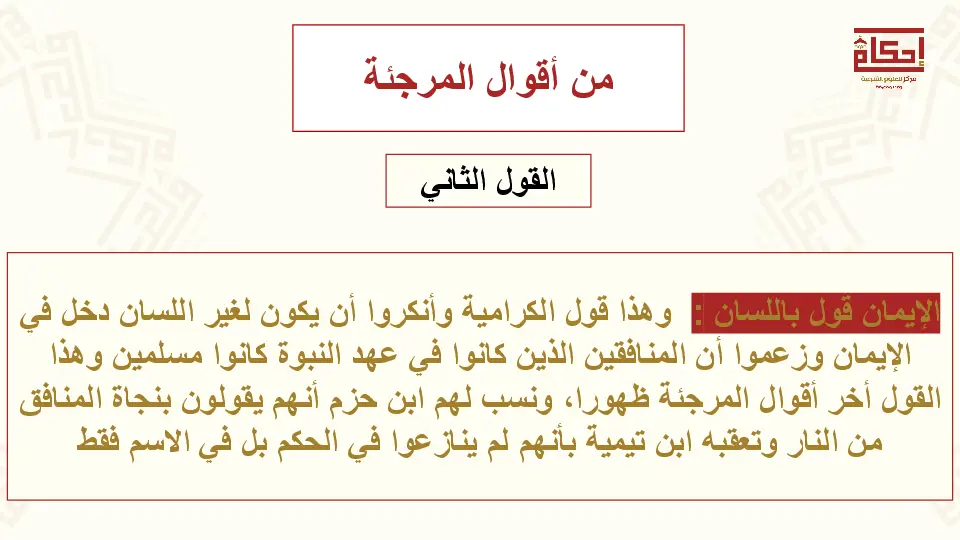 إحكام
مركز للعلوم الشرعية
من أقوال المرجئة
القول الثاني
الإيمان قول باللسان : وهذا قول الكرامية وأنكروا أن يكون لغير اللسان دخل في
الإيمان وزعموا أن المنافقين الذين كانوا في عهد النبوة كانوا مسلمين وهذا
القول أخر أقوال المرجئة ظهورا، ونسب لهم ابن حزم أنهم يقولون بنجاة المنافق
من النار وتعقبه ابن تيمية بأنهم لم ينازعوا في الحكم بل في الاسم فقط